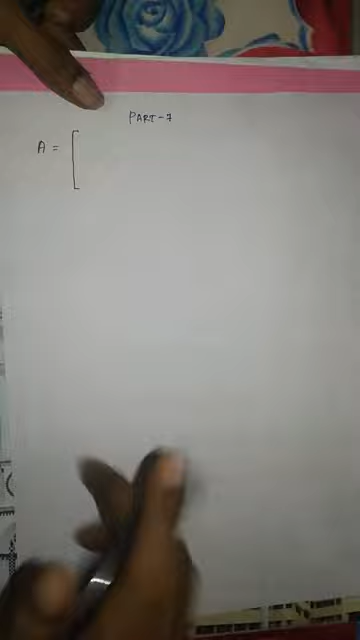 PART-7
A = [